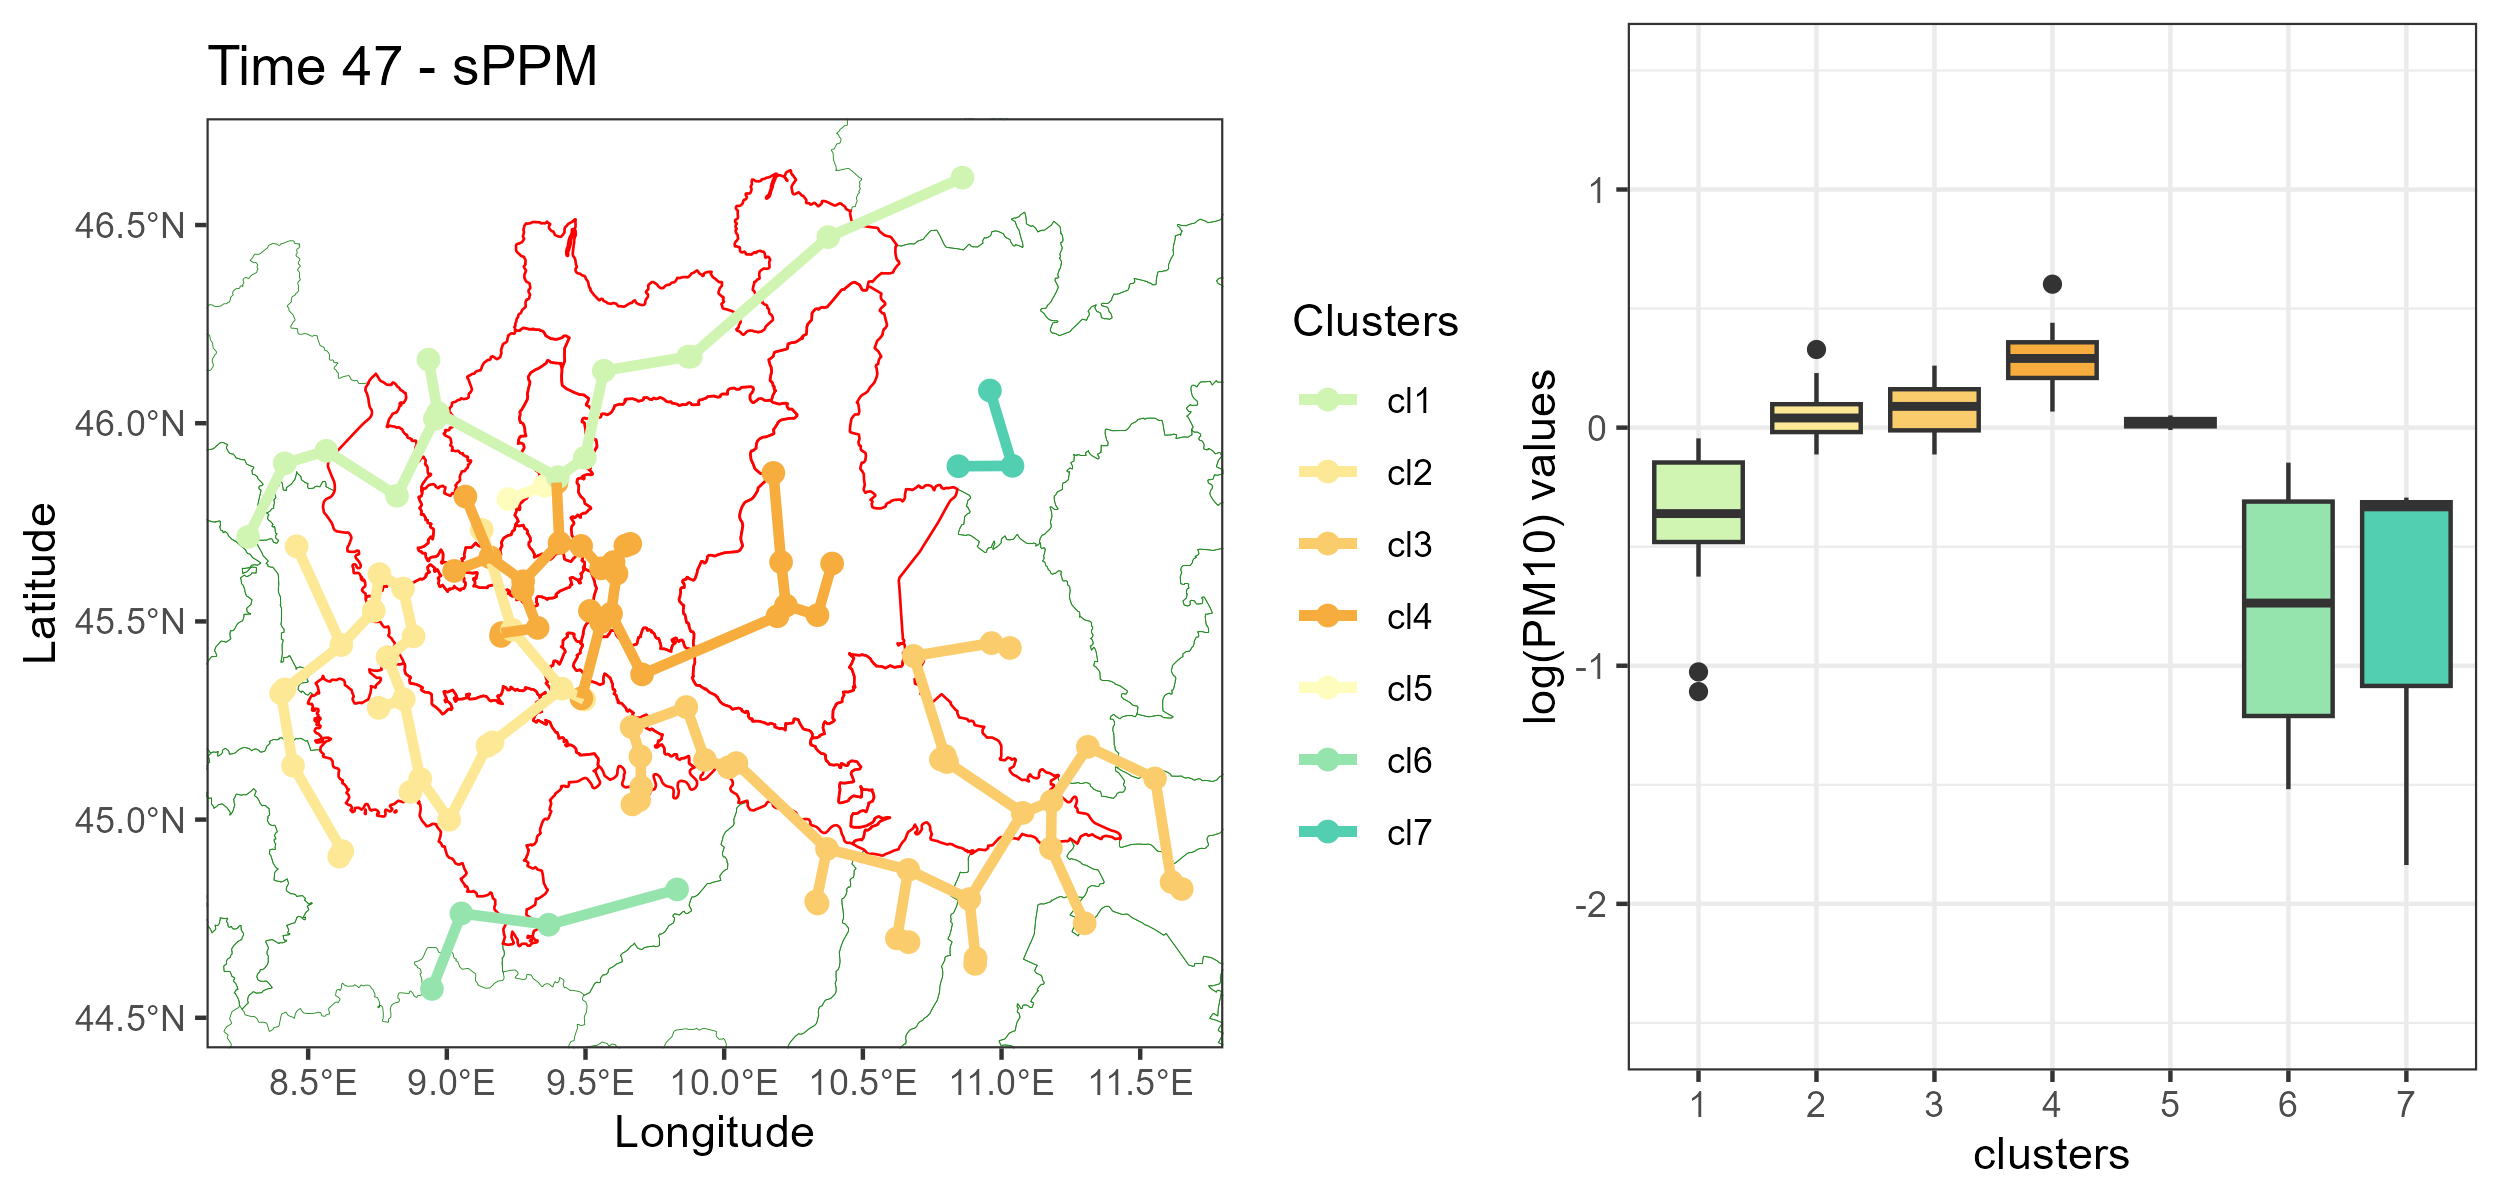 Time 47 - sPPM
Latitude
46.5°N
46.0°N
45.5°N
45.0°N
44.5°N
8.5°E 9.0°E 9.5°E 10.0°E 10.5°E 11.0°E 11.5°E
Longitude
Clusters
cl1
cl2
cl3
cl4
cl5
cl6
cl7
log(PM10) values
1
0
-1
-2
1 2 3 4 5 6 7
clusters